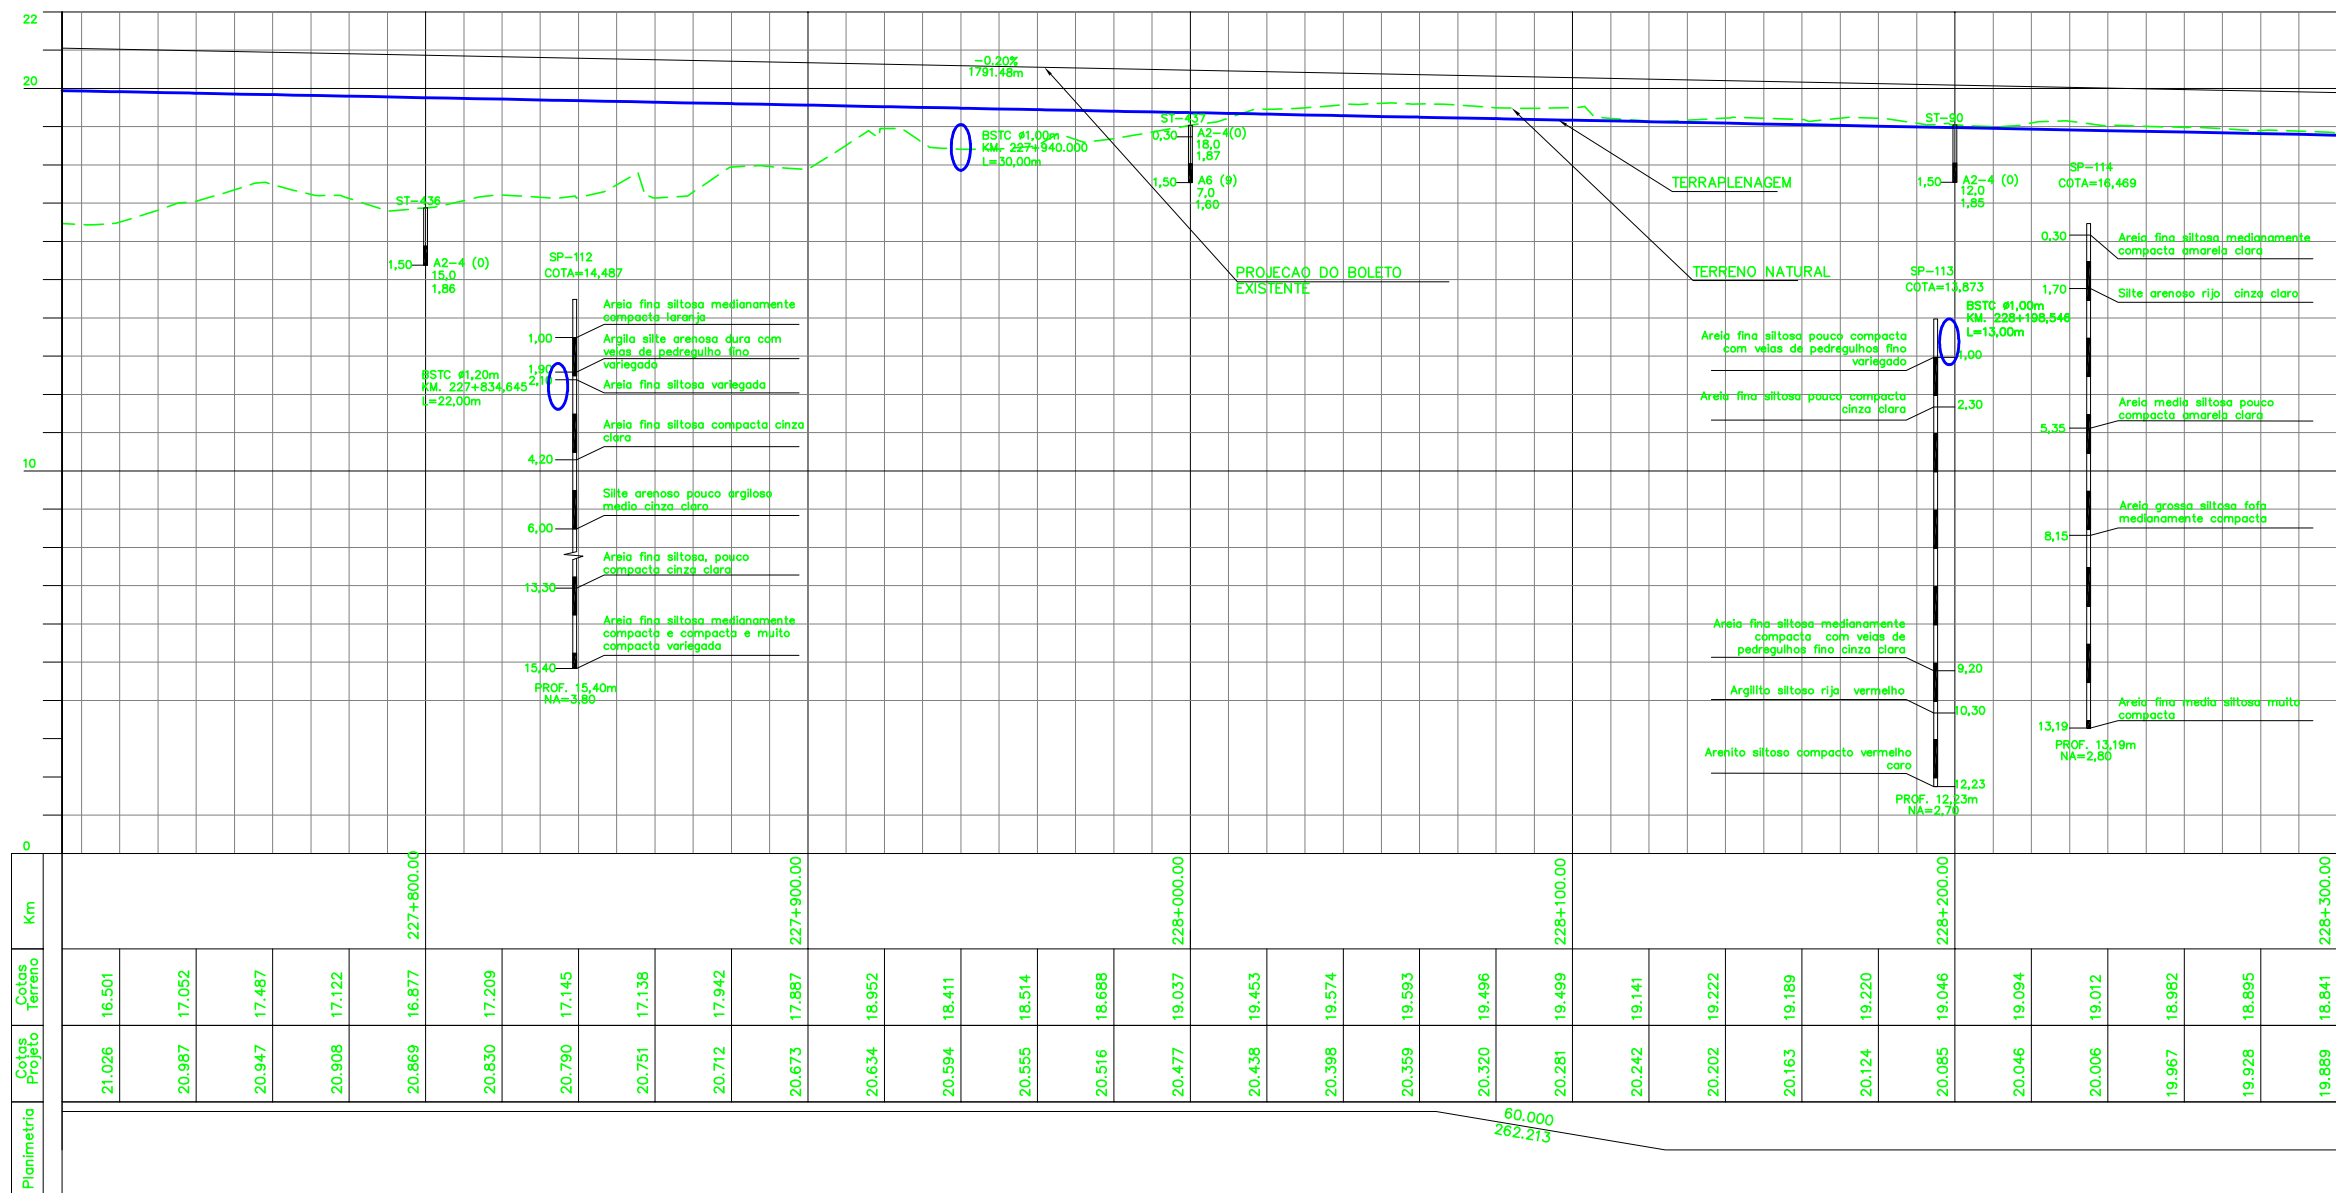 22
20
10
0
-0.20%
1791.48m
ST-436
1,50
A2-4 (0)
15,0
1,86
SP-112
COTA=14,487
1,00
Areia fina siltosa medianamente
compacta laranja
1,90
Argila silte arenosa dura com
veias de pedregulho fino
variegado
2,10
Areia fina siltosa variegada
BSTC ø1,20m
KM. 227+834,645
L=22,00m
4,20
Areia fina siltosa compacta cinza
clara
6,00
Silte arenoso pouco argiloso
medio cinza claro
13,30
Areia fina siltosa, pouco
compacta cinza clara
15,40
Areia fina siltosa medianamente
compacta e compacta e muito
compacta variegada
PROF. 15,40m
NA=3,80
BSTC ø1,00m
KM. 227+940.000
L=30,00m
ST-437
0,30
A2-4(0)
18,0
1,87
1,50
A6 (9)
7,0
1,60
PROJECAO DO BOLETO
EXISTENTE
TERRAPLENAGEM
TERRENO NATURAL
ST-90
1,50
A2-4 (0)
12,0
1,85
SP-113
COTA=13,873
BSTC ø1,00m
KM. 228+198,546
L=13,00m
Areia fina siltosa pouco compacta
com veias de pedregulhos fino
variegado
1,00
Areia fina siltosa pouco compacta
cinza clara
2,30
Areia fina siltosa medianamente
compacta com veias de
pedregulhos fino cinza clara
9,20
Argilito siltoso rija vermelho
10,30
Arenito siltoso compacto vermelho
caro
12,23
PROF. 12,23m
NA=2,70
SP-114
COTA=16,469
0,30
Areia fina siltosa medianamente
compacta amarela clara
1,70
Silte arenoso rijo cinza claro
5,35
Areia media siltosa pouco
compacta amarela clara
8,15
Areia grossa siltosa fofa
medianamente compacta
13,19
Areia fina media siltosa muito
compacta
PROF. 13,19m
NA=2,80
Km
227+800.00
227+900.00
228+000.00
228+100.00
228+200.00
228+300.00
Cotas
Terreno
16.501
17.052
17.487
17.122
16.877
17.209
17.145
17.138
17.942
17.887
18.952
18.411
18.514
18.688
19.037
19.453
19.574
19.593
19.496
19.499
19.141
19.222
19.189
19.220
19.046
19.094
19.012
18.982
18.895
18.841
Cotas
Projeto
21.026
20.987
20.947
20.908
20.869
20.830
20.790
20.751
20.712
20.673
20.634
20.594
20.555
20.516
20.477
20.438
20.398
20.359
20.320
20.281
20.242
20.202
20.163
20.124
20.085
20.046
20.006
19.967
19.928
19.889
Planimetria
60.000
262.213